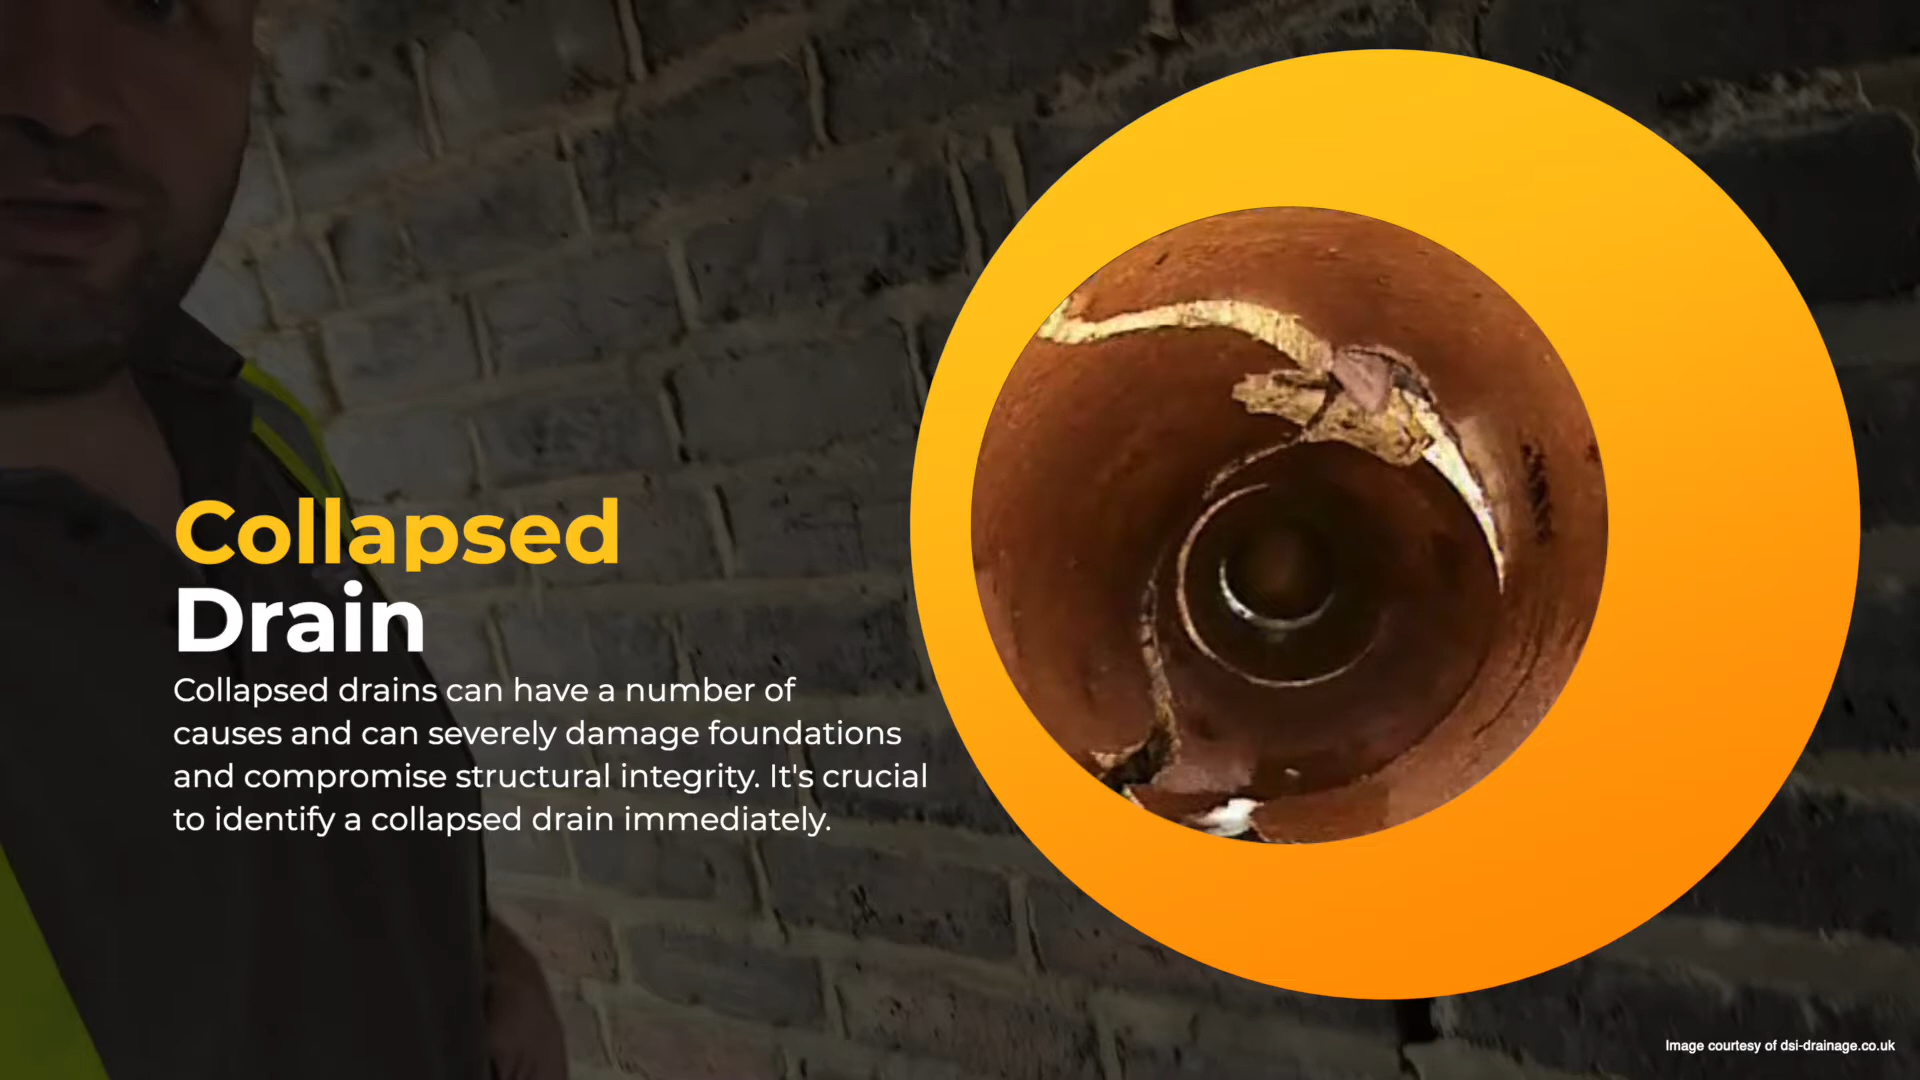 Collapsed
Drain
Collapsed drains can have a number of
causes and can severely damage foundations
and compromise structural integrity. It's crucial
to identify a collapsed drain immediately.
Image courtesy of dsi-drainage.co.uk